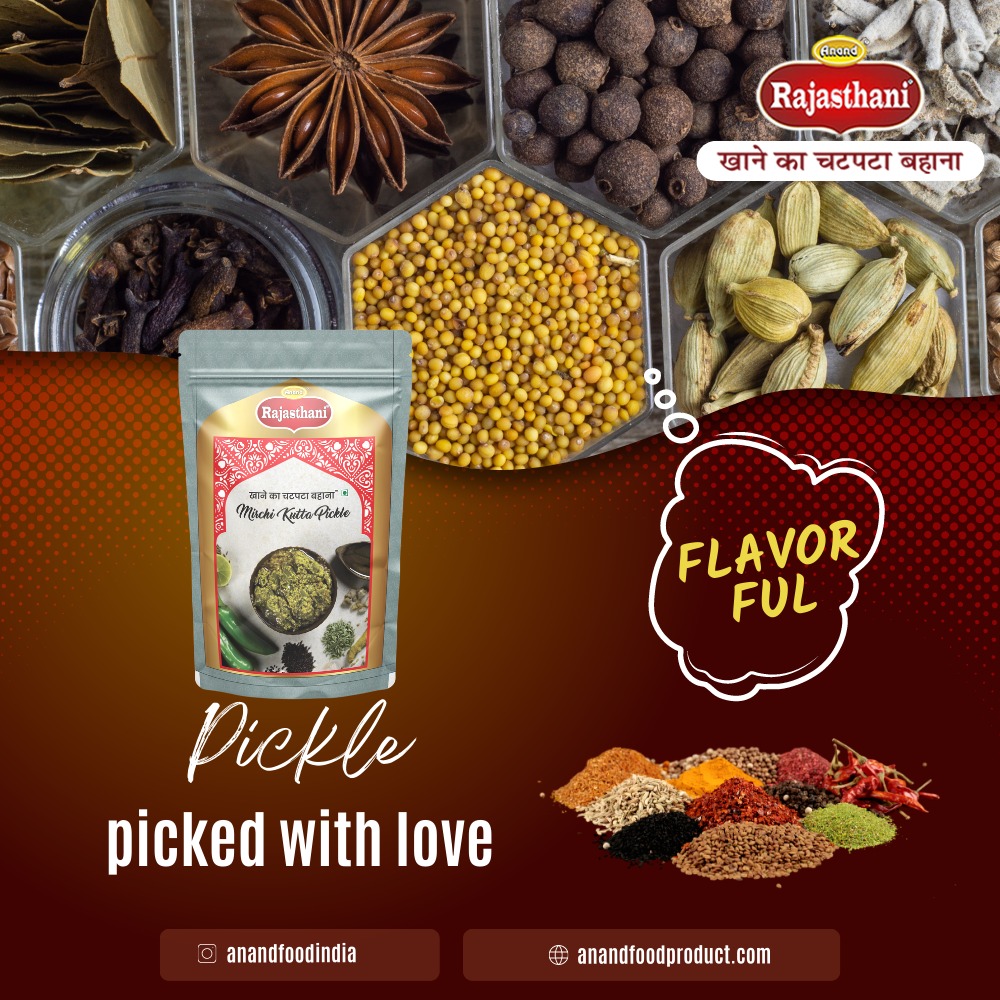 Anand
Rajasthani
खाने का चटपटा बहाना
Anand
Rajasthani
खाने का चटपटा बहाना
Mirchi Kutta Pickle
FLAVOR
FUL
Pickle
picked with love
anandfoodindia
anandfoodproduct.com